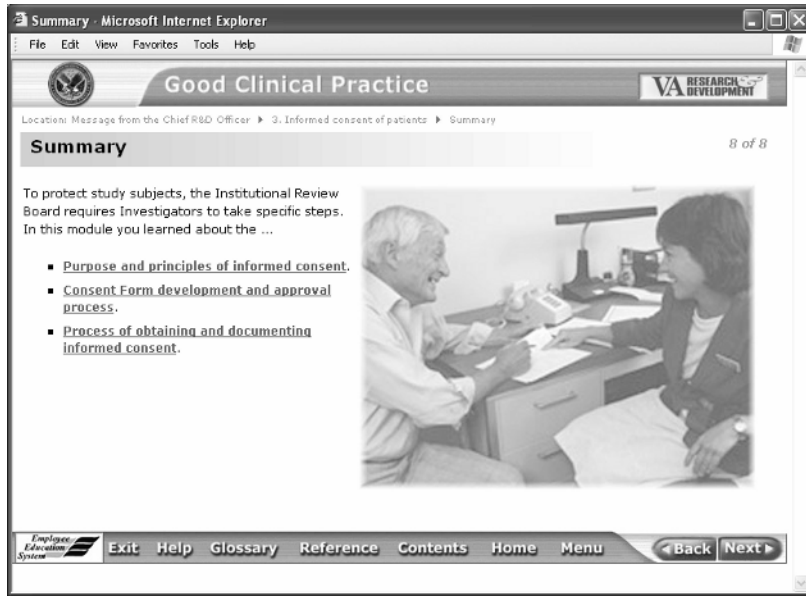 Summary - Microsoft Internet Explorer
File Edit View Favorites Tools Help
Good Clinical Practice
VA RESEARCH
DEVELOPMENT
Location: Message from the Chief R&D Officer ▶ 3. Informed consent of patients ▶ Summary
Summary
8 of 8
To protect study subjects, the Institutional Review
Board requires Investigators to take specific steps.
In this module you learned about the ...
▪ Purpose and principles of informed consent.
▪ Consent Form development and approval
process.
▪ Process of obtaining and documenting
informed consent.
Employee
Education
System
Exit Help Glossary Reference Contents Home Menu
Back Next